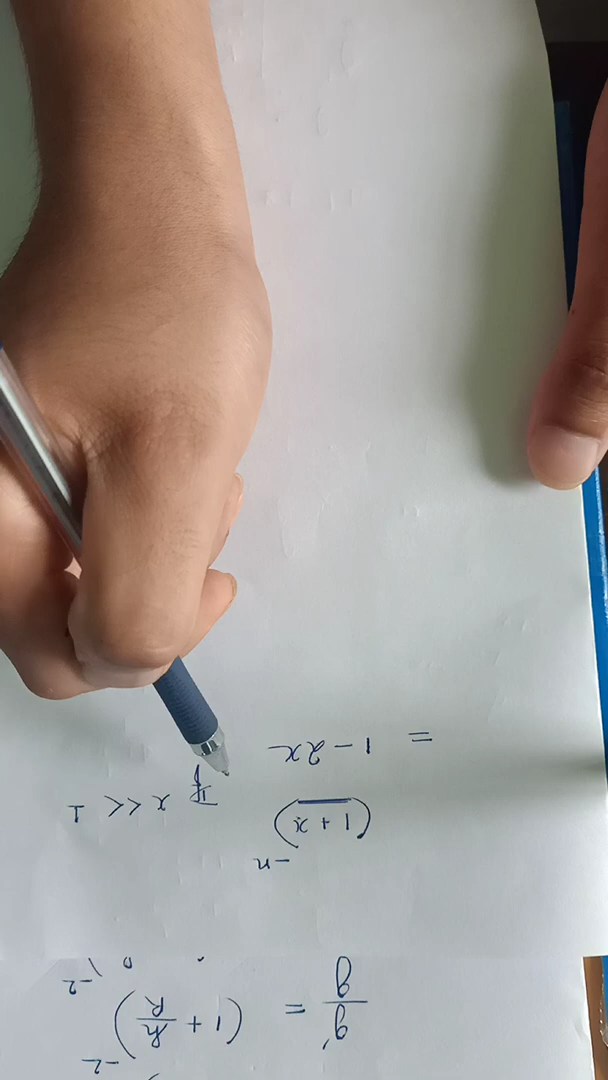 g'/g = (1 + h/R)^-2
(1 + x)^-n if x << 1
= 1 - 2x